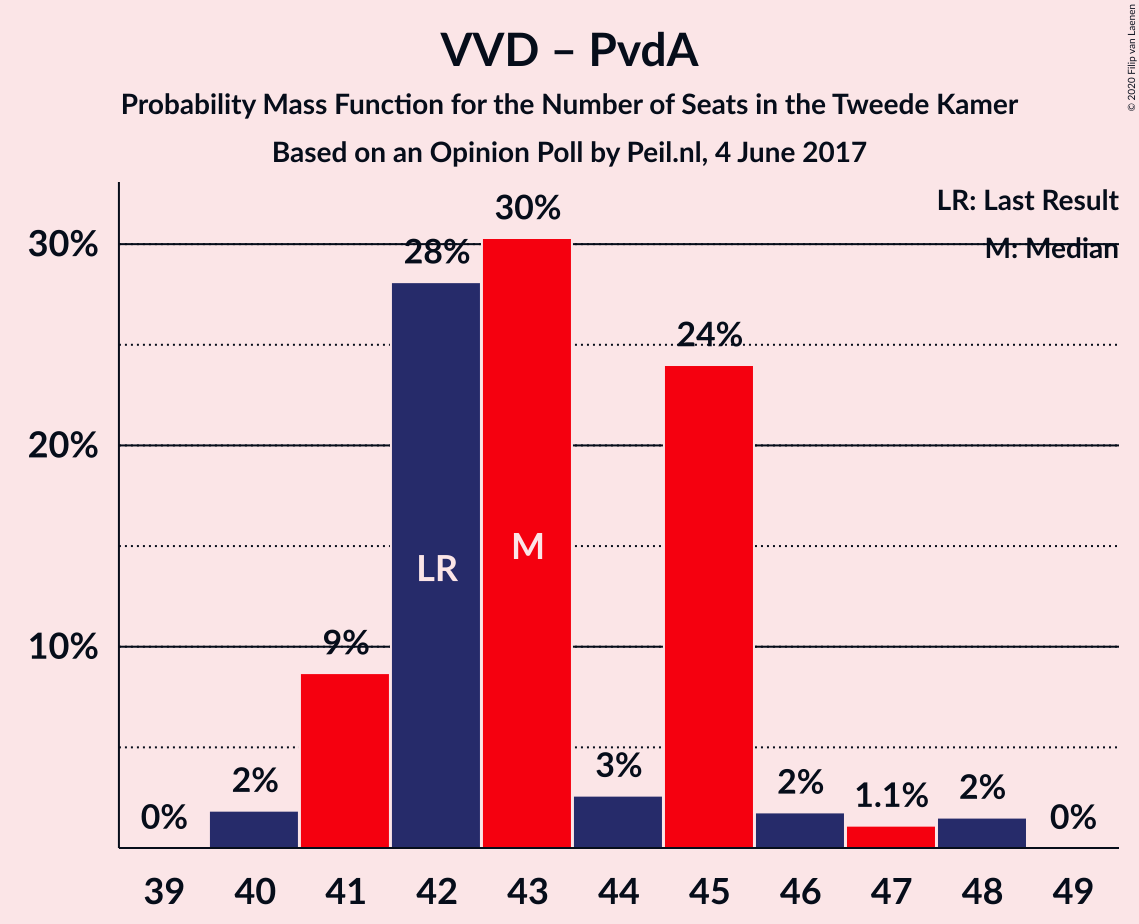 VVD – PvdA
Probability Mass Function for the Number of Seats in the Tweede Kamer
Based on an Opinion Poll by Peil.nl, 4 June 2017
© 2020 Filip van Laenen
LR: Last Result
M: Median
30%
20%
10%
0%
2%
9%
28%
30%
3%
24%
2%
1.1%
2%
0%
LR
M
39 40 41 42 43 44 45 46 47 48 49